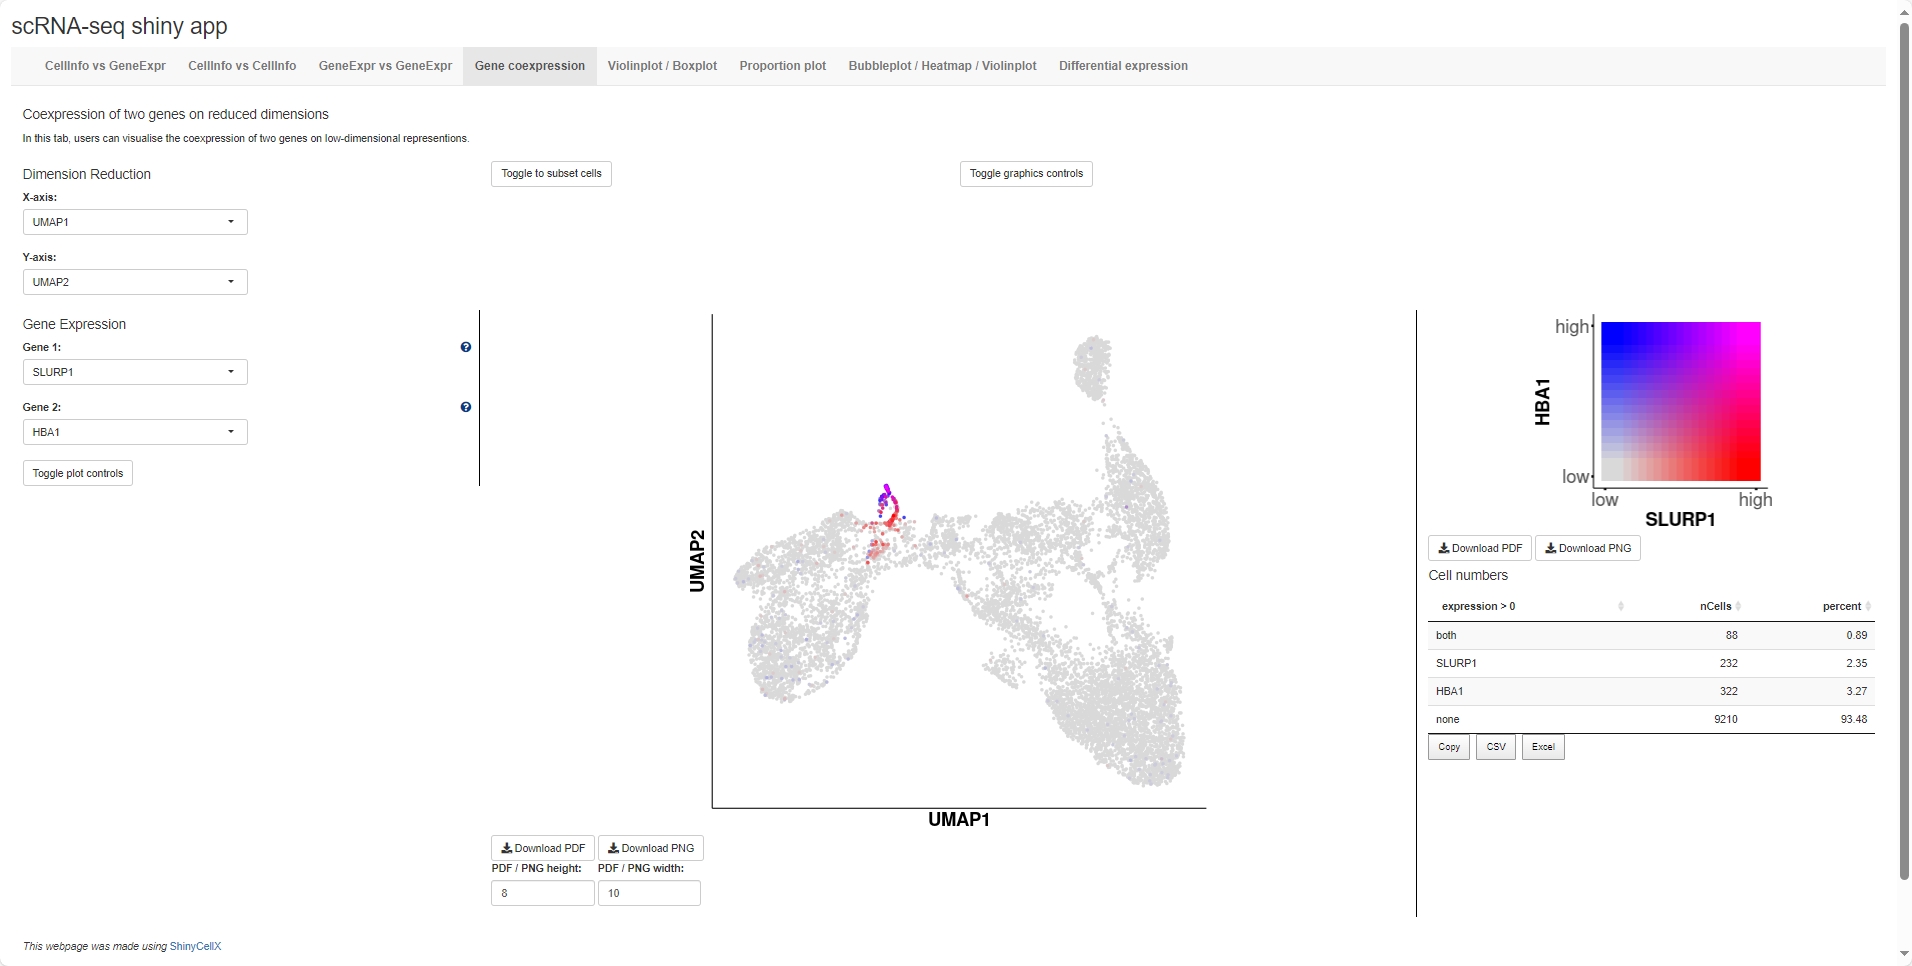 scRNA-seq shiny app
CellInfo vs GeneExpr CellInfo vs CellInfo GeneExpr vs GeneExpr Gene coexpression Violinplot / Boxplot Proportion plot Bubbleplot / Heatmap / Violinplot Differential expression
Coexpression of two genes on reduced dimensions
In this tab, users can visualise the coexpression of two genes on low-dimensional representions.
Dimension Reduction
Toggle to subset cells
Toggle graphics controls
X-axis:
UMAP1
Y-axis:
UMAP2
Gene Expression
Gene 1:
?
SLURP1
Gene 2:
?
HBA1
Toggle plot controls
UMAP2
UMAP1
Download PDF Download PNG
PDF / PNG height: PDF / PNG width:
8 10
high
HBA1
low
low high
SLURP1
Download PDF Download PNG
Cell numbers
expression > 0 nCells percent
both 88 0.89
SLURP1 232 2.35
HBA1 322 3.27
none 9210 93.48
Copy CSV Excel
This webpage was made using ShinyCellX